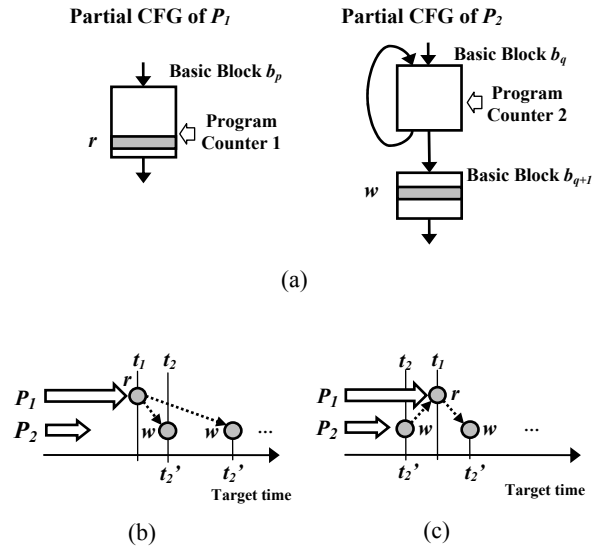 Partial CFG of P1 Partial CFG of P2
Basic Block bp
Basic Block bq
r
Program
Counter 1
Program
Counter 2
w
Basic Block bq+1
(a)
t1 t2
P1 r
P2 w w ...
t2' t2'
Target time
(b)
t2 t1
P1 r
P2 w w ...
t2' t2'
Target time
(c)